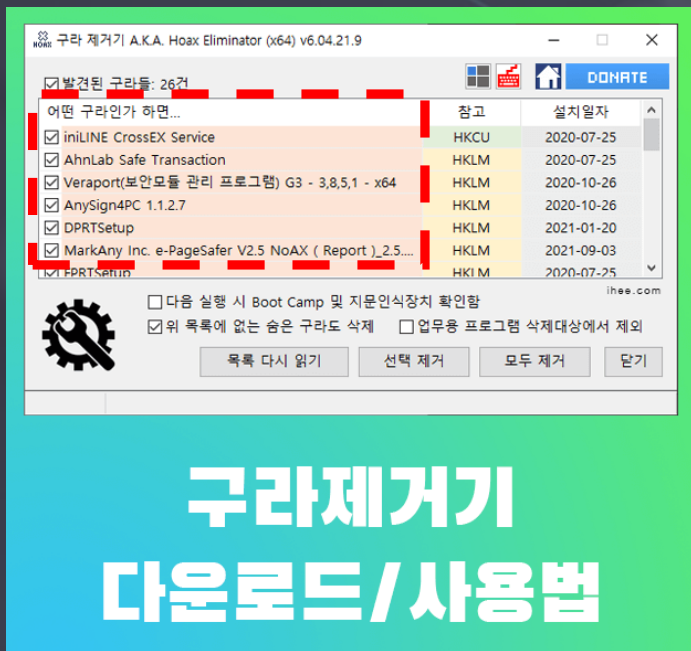 HOAX 구라 제거기 A.K.A. Hoax Eliminator (x64) v6.04.21.9
발견된 구라들: 26건 DONATE
어떤 구라인가 하면... 참고 설치일자
iniLINE CrossEX Service HKCU 2020-07-25
AhnLab Safe Transaction HKLM 2020-07-25
Veraport(보안모듈 관리 프로그램) G3 - 3,8,5,1 - x64 HKLM 2020-10-26
AnySign4PC 1.1.2.7 HKLM 2020-10-26
DPRTSetup HKLM 2021-01-20
MarkAny Inc. e-PageSafer V2.5 NoAX ( Report )_2.5.... HKLM 2021-09-03
EPRTSetup HKLM 2020-07-25
ihee.com
다음 실행 시 Boot Camp 및 지문인식장치 확인함
위 목록에 없는 숨은 구라도 삭제 업무용 프로그램 삭제대상에서 제외
목록 다시 읽기 선택 제거 모두 제거 닫기
구라제거기
다운로드/사용법